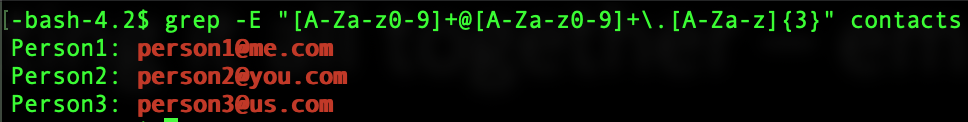 [-bash-4.2$ grep -E "[A-Za-z0-9]+@[A-Za-z0-9]+\.[A-Za-z]{3}" contacts
Person1: person1@me.com
Person2: person2@you.com
Person3: person3@us.com